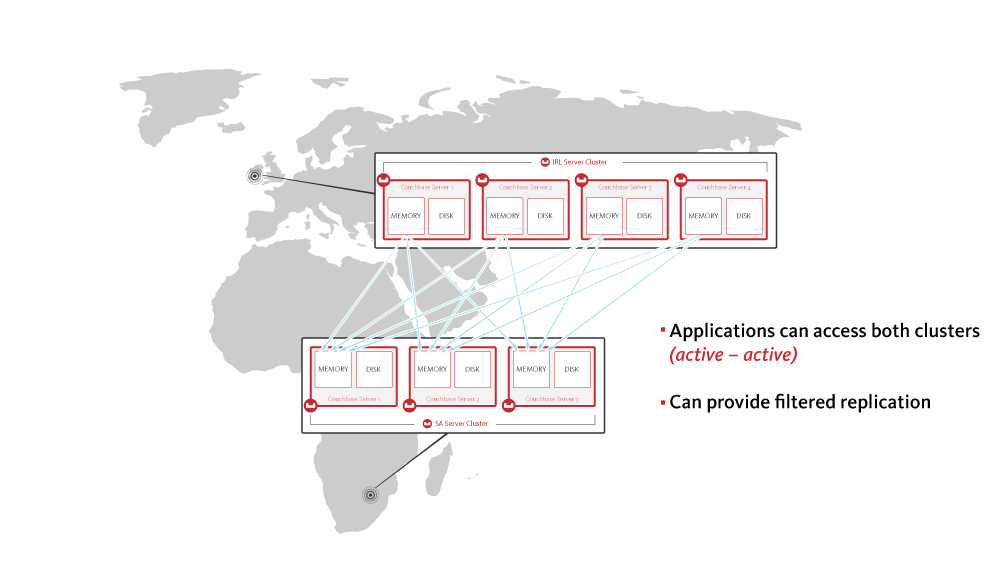 IRL Server Cluster
Couchbase Server 1
Couchbase Server 2
Couchbase Server 3
Couchbase Server 4
MEMORY
DISK
MEMORY
DISK
MEMORY
DISK
MEMORY
DISK
Applications can access both clusters
(active – active)
Can provide filtered replication
MEMORY
DISK
MEMORY
DISK
MEMORY
DISK
Couchbase Server 1
Couchbase Server 2
Couchbase Server 3
SA Server Cluster